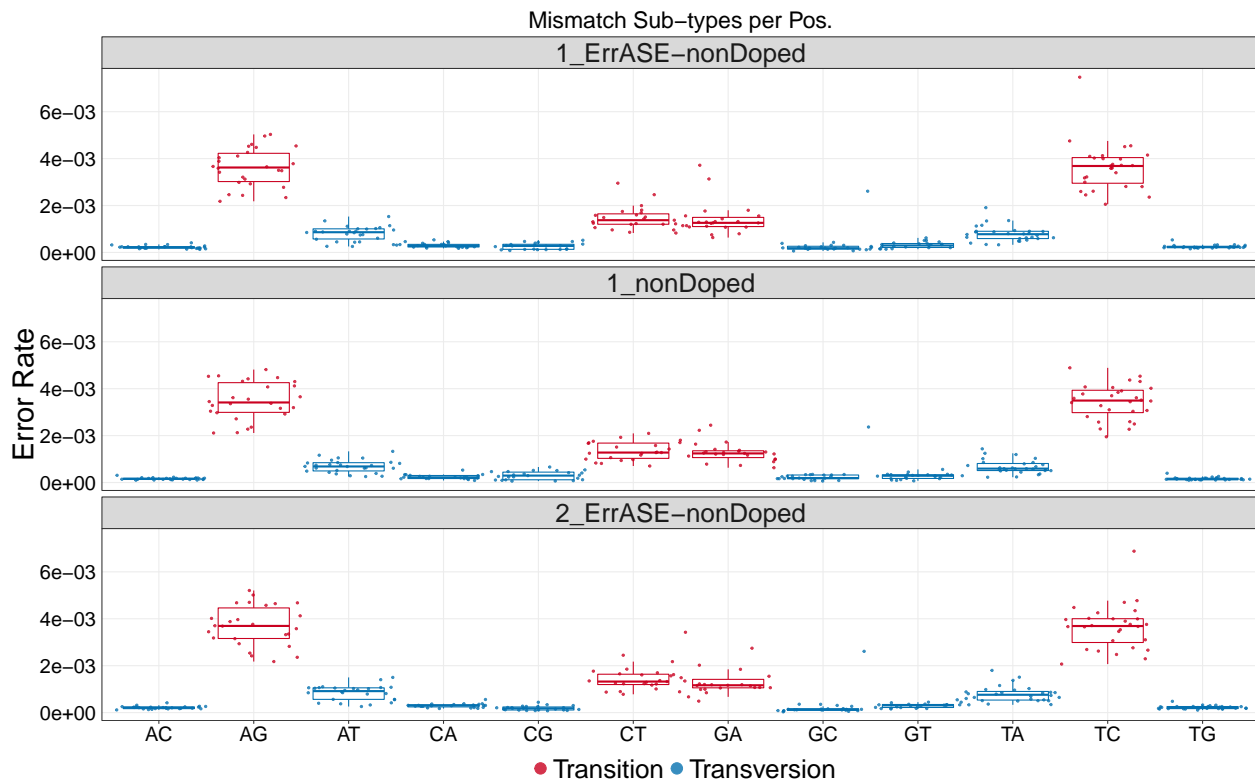 Mismatch Sub−types per Pos.
1_ErrASE−nonDoped
6e−03
4e−03
2e−03
0e+00
1_nonDoped
6e−03
4e−03
2e−03
0e+00
Error Rate
2_ErrASE−nonDoped
6e−03
4e−03
2e−03
0e+00
AC AG AT CA CG CT GA GC GT TA TC TG
Transition Transversion